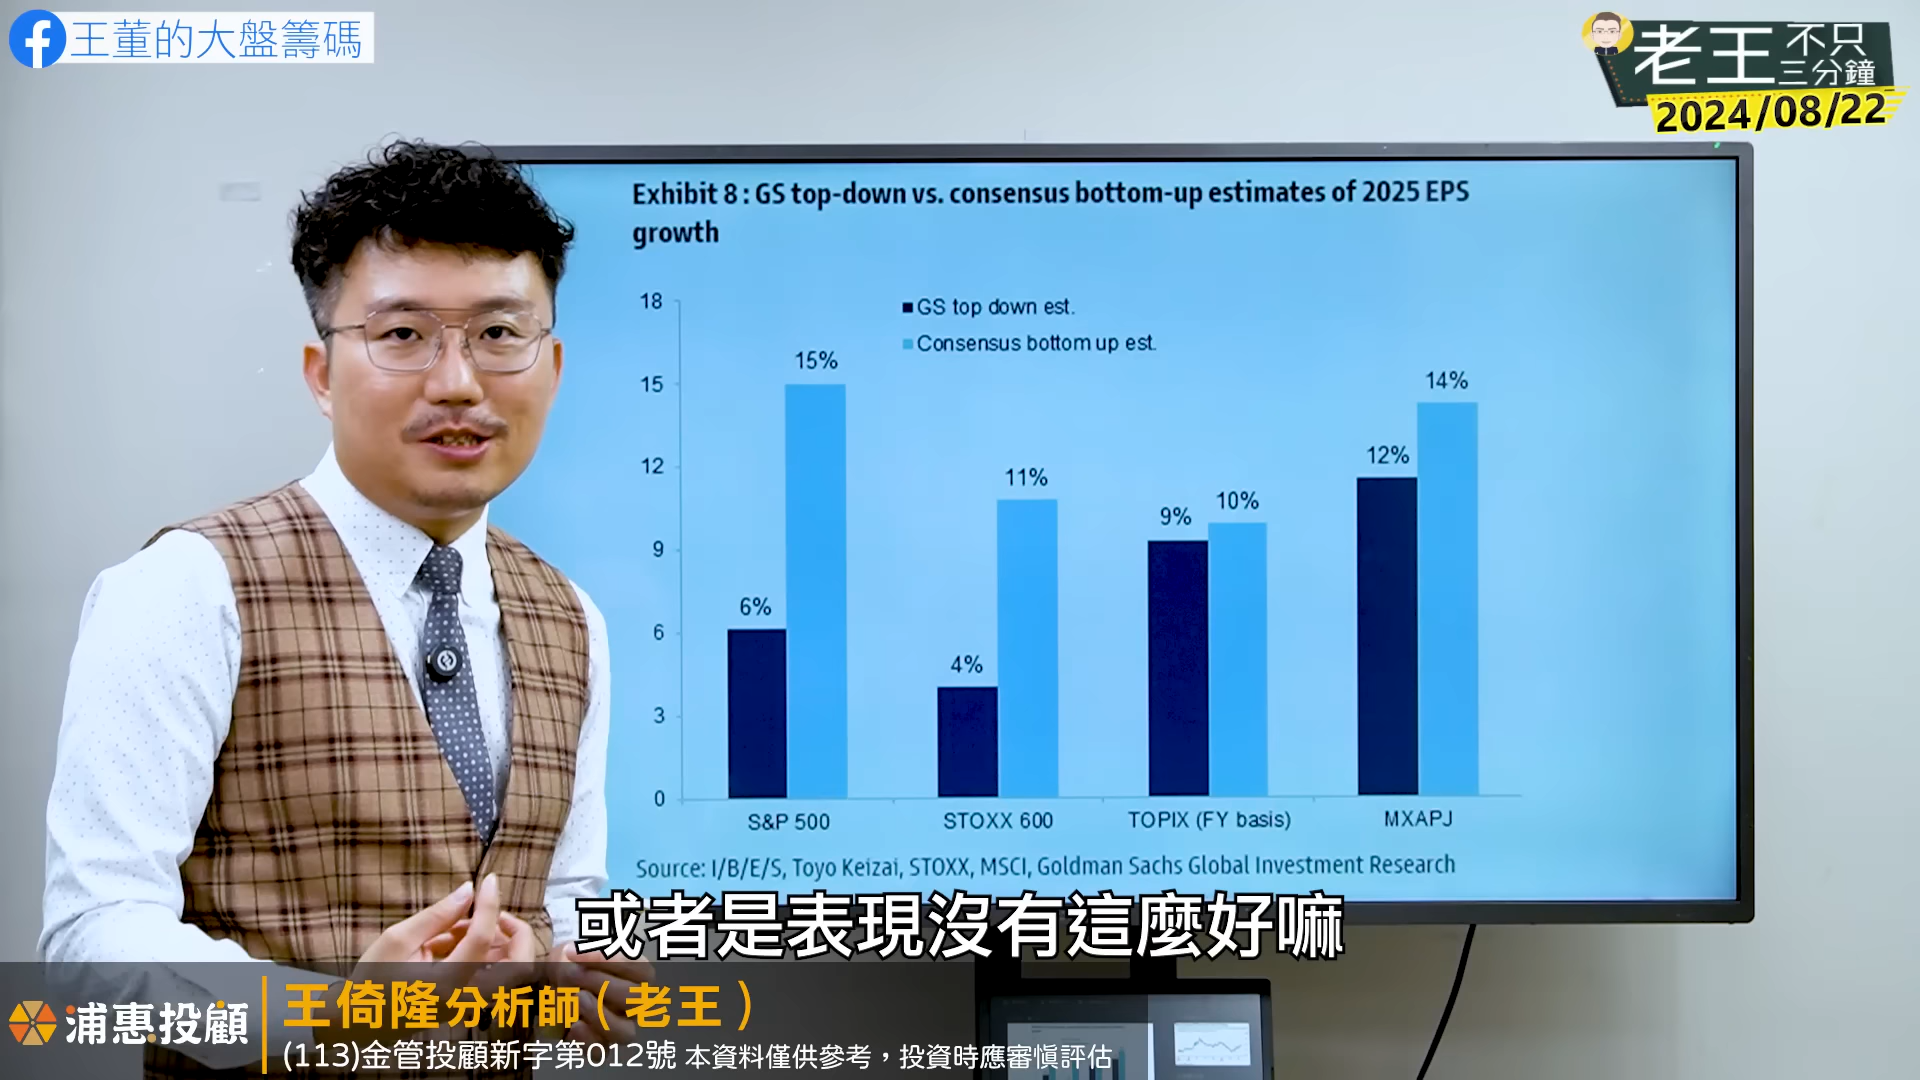 王董的大盤籌碼
老王不只三分鐘
2024/08/22
Exhibit 8 : GS top-down vs. consensus bottom-up estimates of 2025 EPS
growth
GS top down est.
Consensus bottom up est.
18
15
12
9
6
3
0
6%
15%
4%
11%
9%
10%
12%
14%
S&P 500
STOXX 600
TOPIX (FY basis)
MXAPJ
Source: I/B/E/S, Toyo Keizai, STOXX, MSCI, Goldman Sachs Global Investment Research
或者是表現沒有這麼好嘛
浦惠投顧
王倚隆分析師(老王)
(113)金管投顧新字第012號 本資料僅供參考，投資時應審慎評估